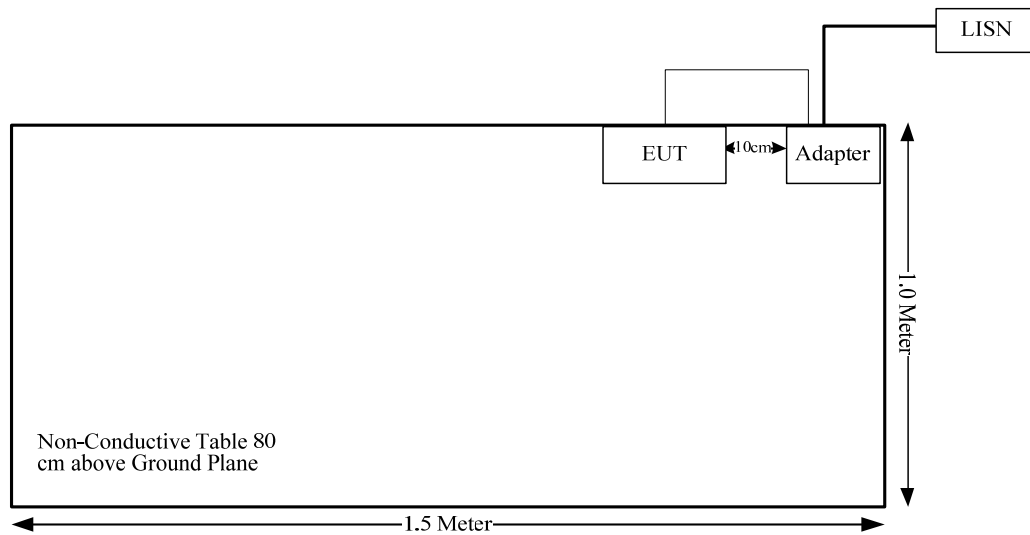 LISN
EUT
10cm
Adapter
1.0 Meter
Non-Conductive Table 80
cm above Ground Plane
1.5 Meter